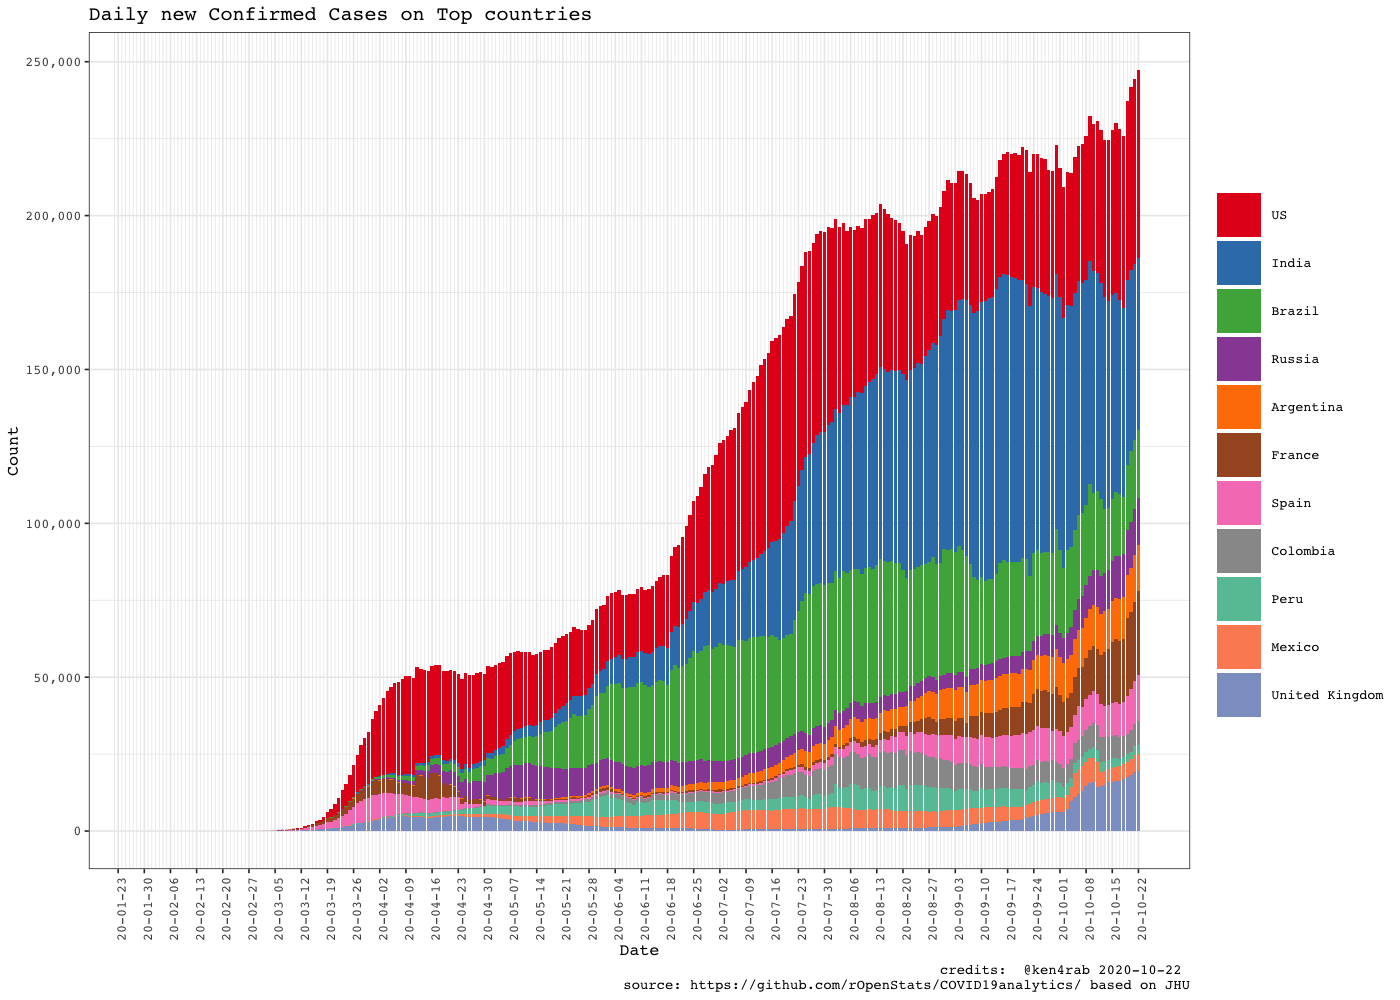 Daily new Confirmed Cases on Top countries
Count
250,000
200,000
150,000
100,000
50,000
0
20-01-23
20-01-30
20-02-06
20-02-13
20-02-20
20-02-27
20-03-05
20-03-12
20-03-19
20-03-26
20-04-02
20-04-09
20-04-16
20-04-23
20-04-30
20-05-07
20-05-14
20-05-21
20-05-28
20-06-04
20-06-11
20-06-18
20-06-25
20-07-02
20-07-09
20-07-16
20-07-23
20-07-30
20-08-06
20-08-13
20-08-20
20-08-27
20-09-03
20-09-10
20-09-17
20-09-24
20-10-01
20-10-08
20-10-15
20-10-22
Date
US
India
Brazil
Russia
Argentina
France
Spain
Colombia
Peru
Mexico
United Kingdom
credits:  @ken4rab 2020-10-22
source: https://github.com/rOpenStats/COVID19analytics/ based on JHU